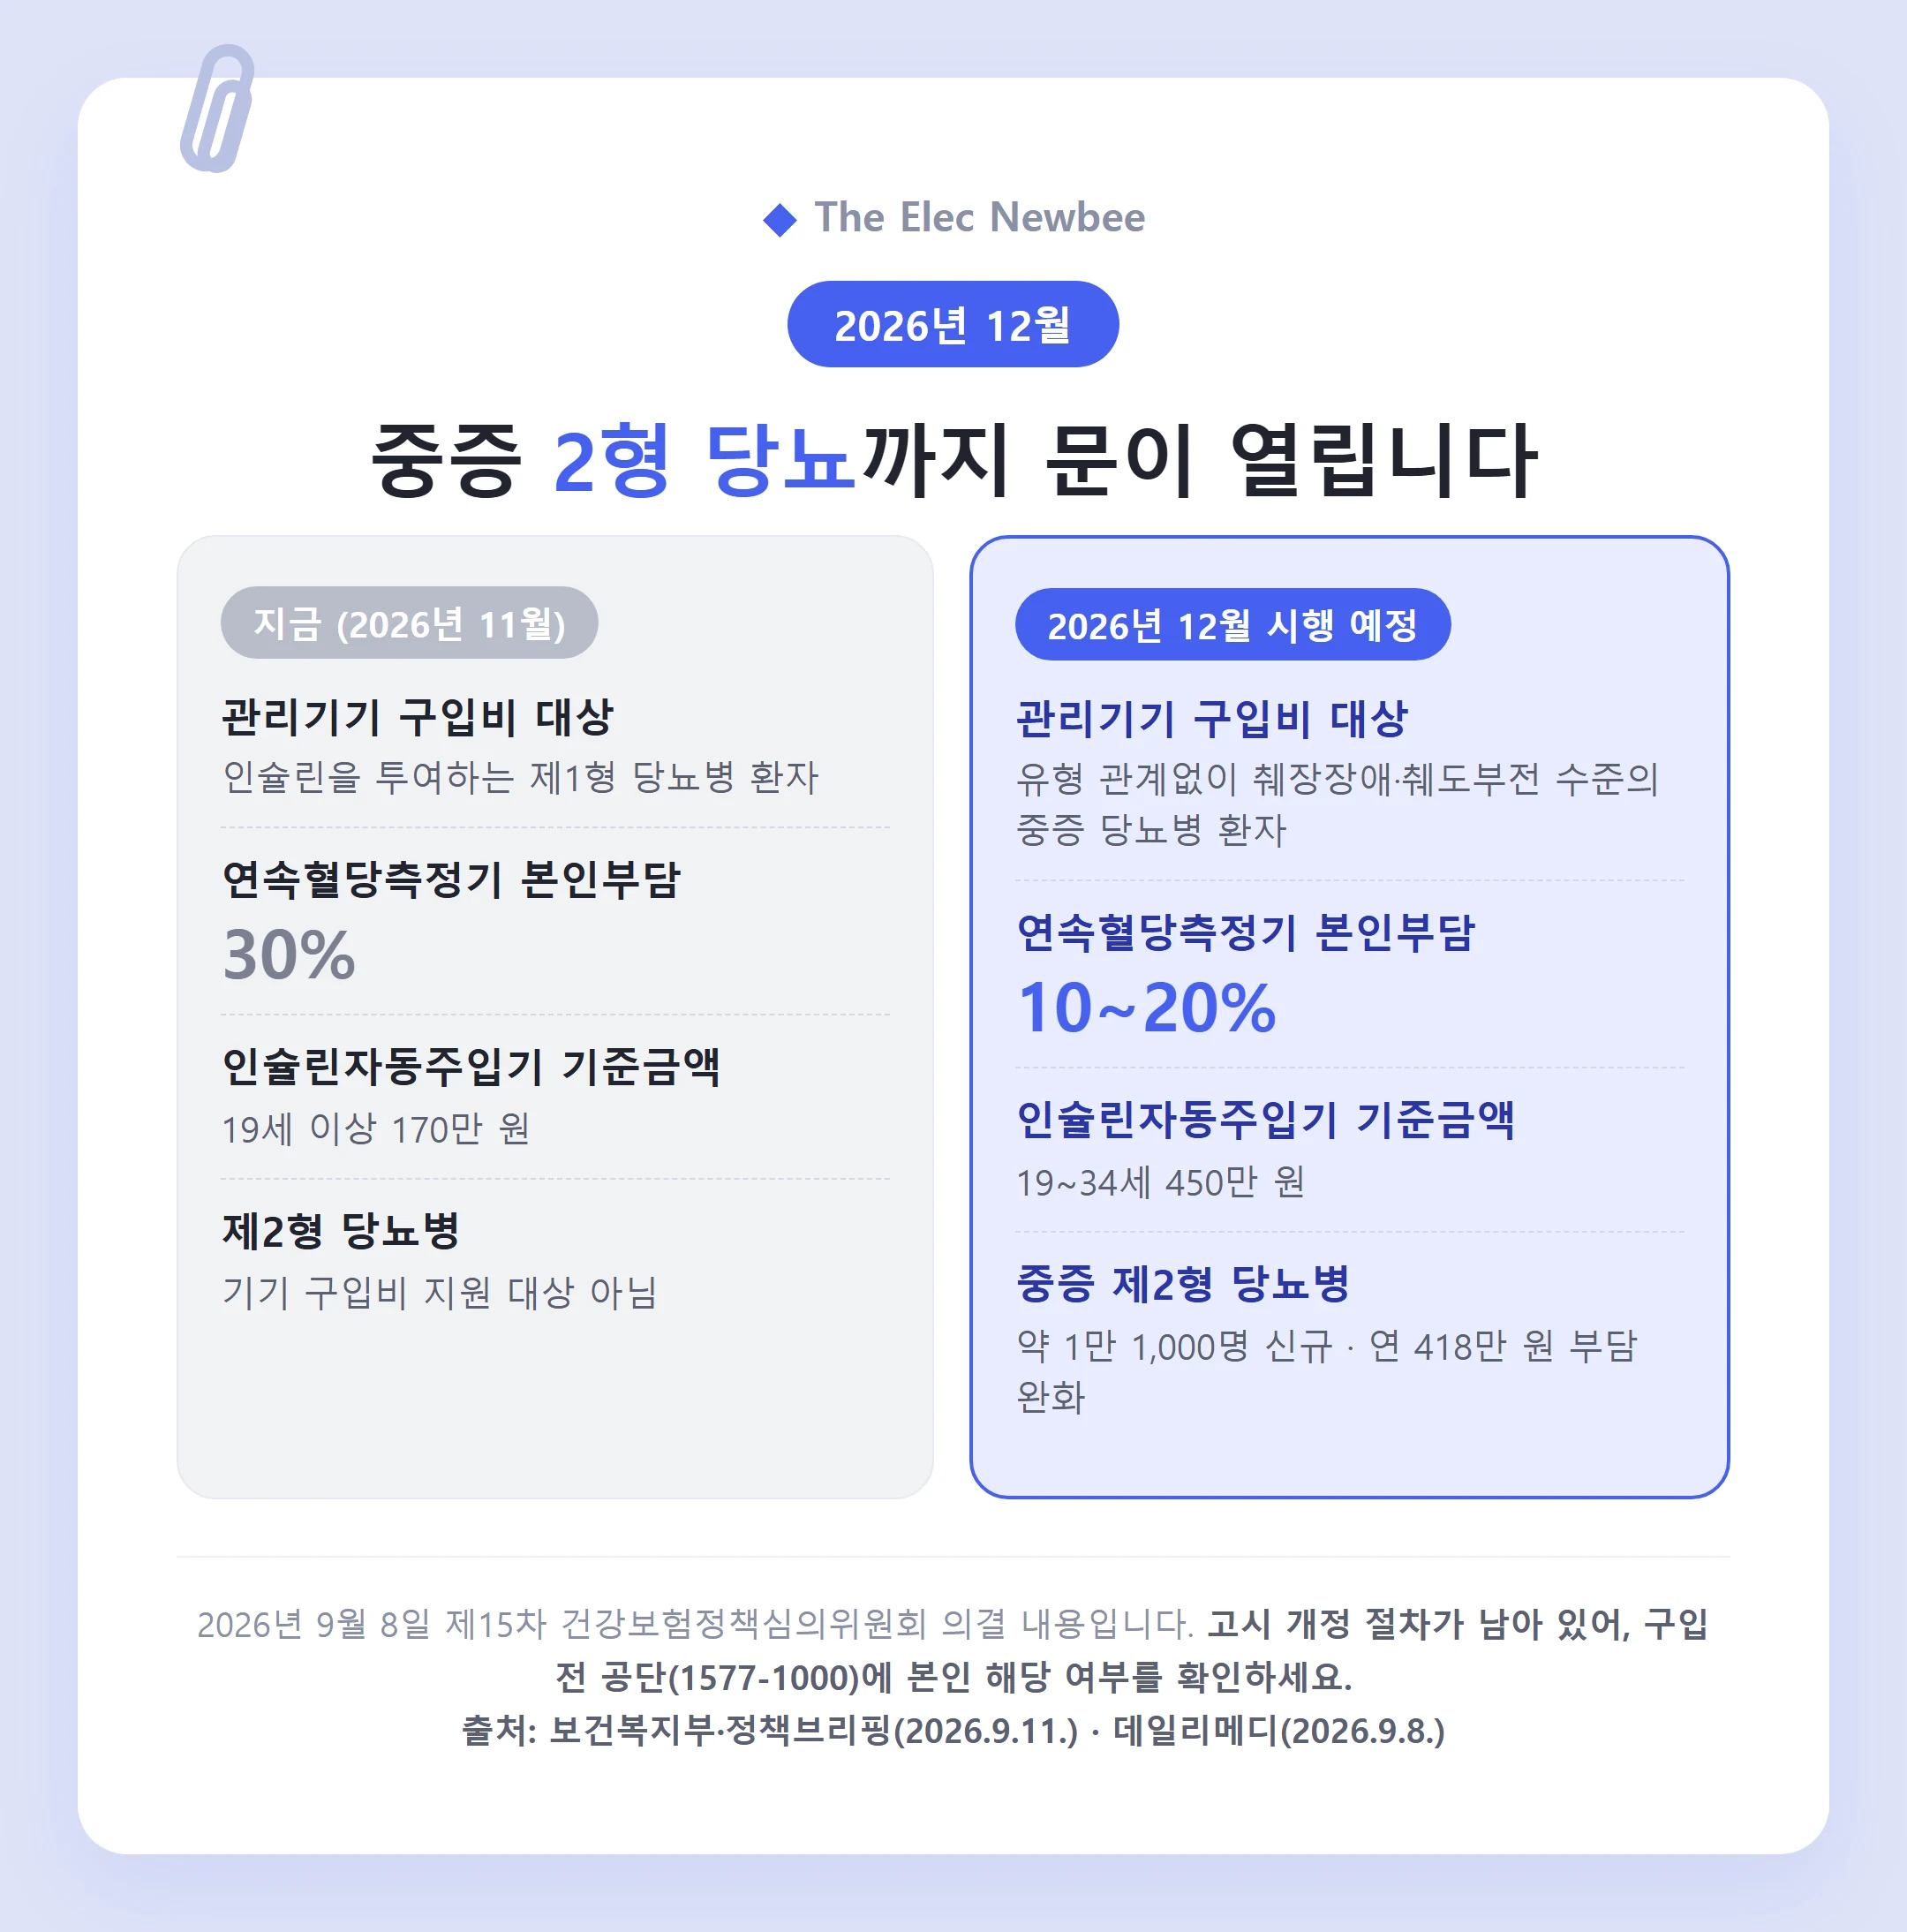 The Elec Newbee
2026년 12월
중증 2형 당뇨까지 문이 열립니다
지금 (2026년 11월)
관리기기 구입비 대상
인슐린을 투여하는 제1형 당뇨병 환자
연속혈당측정기 본인부담
30%
인슐린자동주입기 기준금액
19세 이상 170만 원
제2형 당뇨병
기기 구입비 지원 대상 아님
2026년 12월 시행 예정
관리기기 구입비 대상
유형 관계없이 췌장장애·췌도부전 수준의
중증 당뇨병 환자
연속혈당측정기 본인부담
10~20%
인슐린자동주입기 기준금액
19~34세 450만 원
중증 제2형 당뇨병
약 1만 1,000명 신규 · 연 418만 원 부담
완화
2026년 9월 8일 제15차 건강보험정책심의위원회 의결 내용입니다. 고시 개정 절차가 남아 있어, 구입
전 공단(1577-1000)에 본인 해당 여부를 확인하세요.
출처: 보건복지부·정책브리핑(2026.9.11.) · 데일리메디(2026.9.8.)